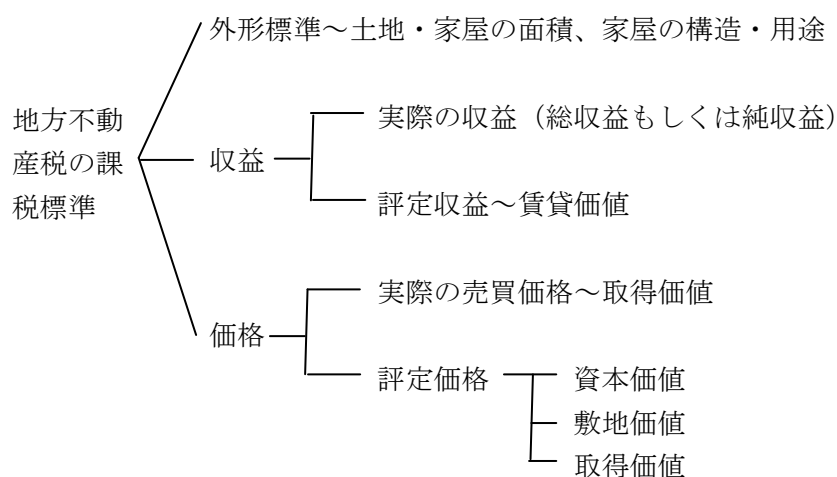 外形標準～土地・家屋の面積、家屋の構造・用途
地方不動
産税の課
税標準
収益
実際の収益（総収益もしくは純収益）
評定収益～賃貸価値
価格
実際の売買価格～取得価値
評定価格
資本価値
敷地価値
取得価値